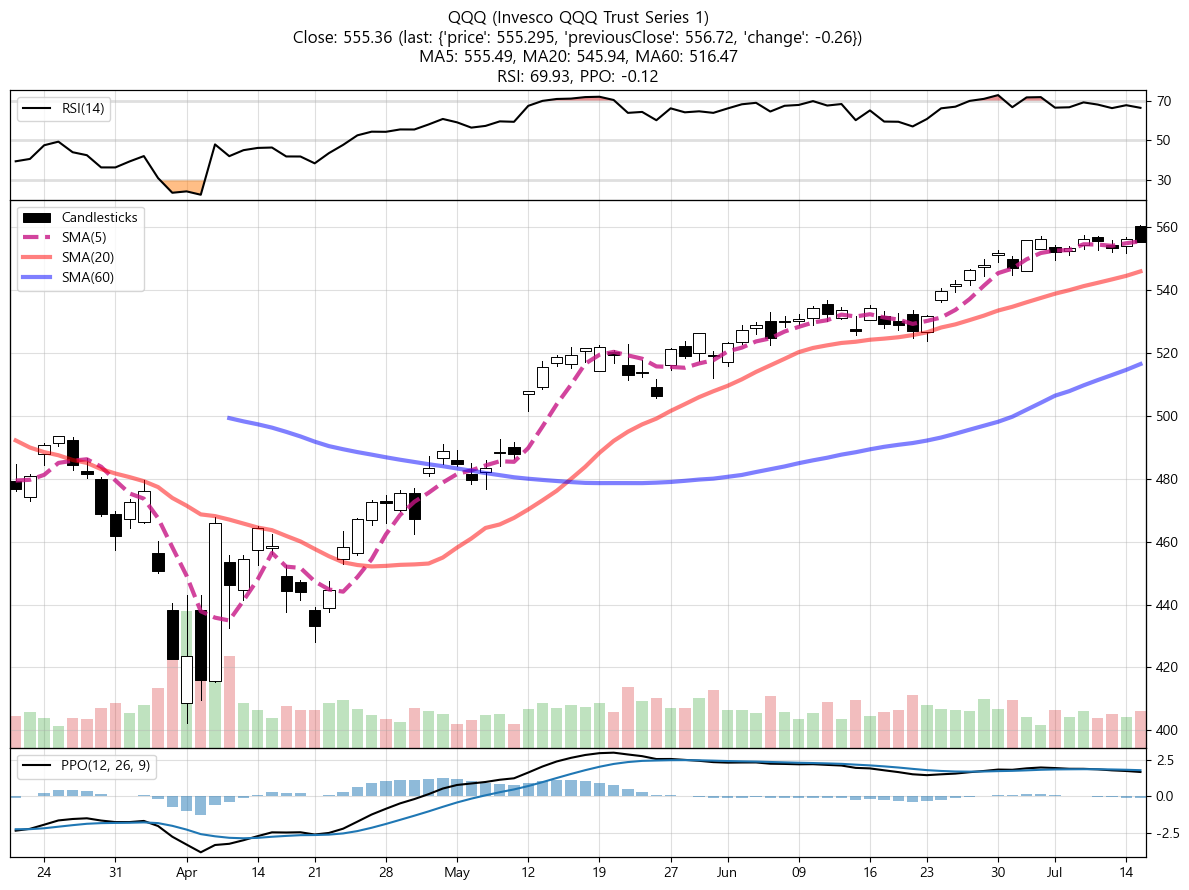 QQQ (Invesco QQQ Trust Series 1)
Close: 555.36 (last: {'price': 555.295, 'previousClose': 556.72, 'change': -0.26})
MA5: 555.49, MA20: 545.94, MA60: 516.47
RSI: 69.93, PPO: -0.12
RSI(14)
70
50
30
Candlesticks
SMA(5)
SMA(20)
SMA(60)
560
540
520
500
480
460
440
420
400
PPO(12, 26, 9)
2.5
0.0
-2.5
24 31 Apr 14 21 28 May 12 19 27 Jun 09 16 23 30 Jul 14